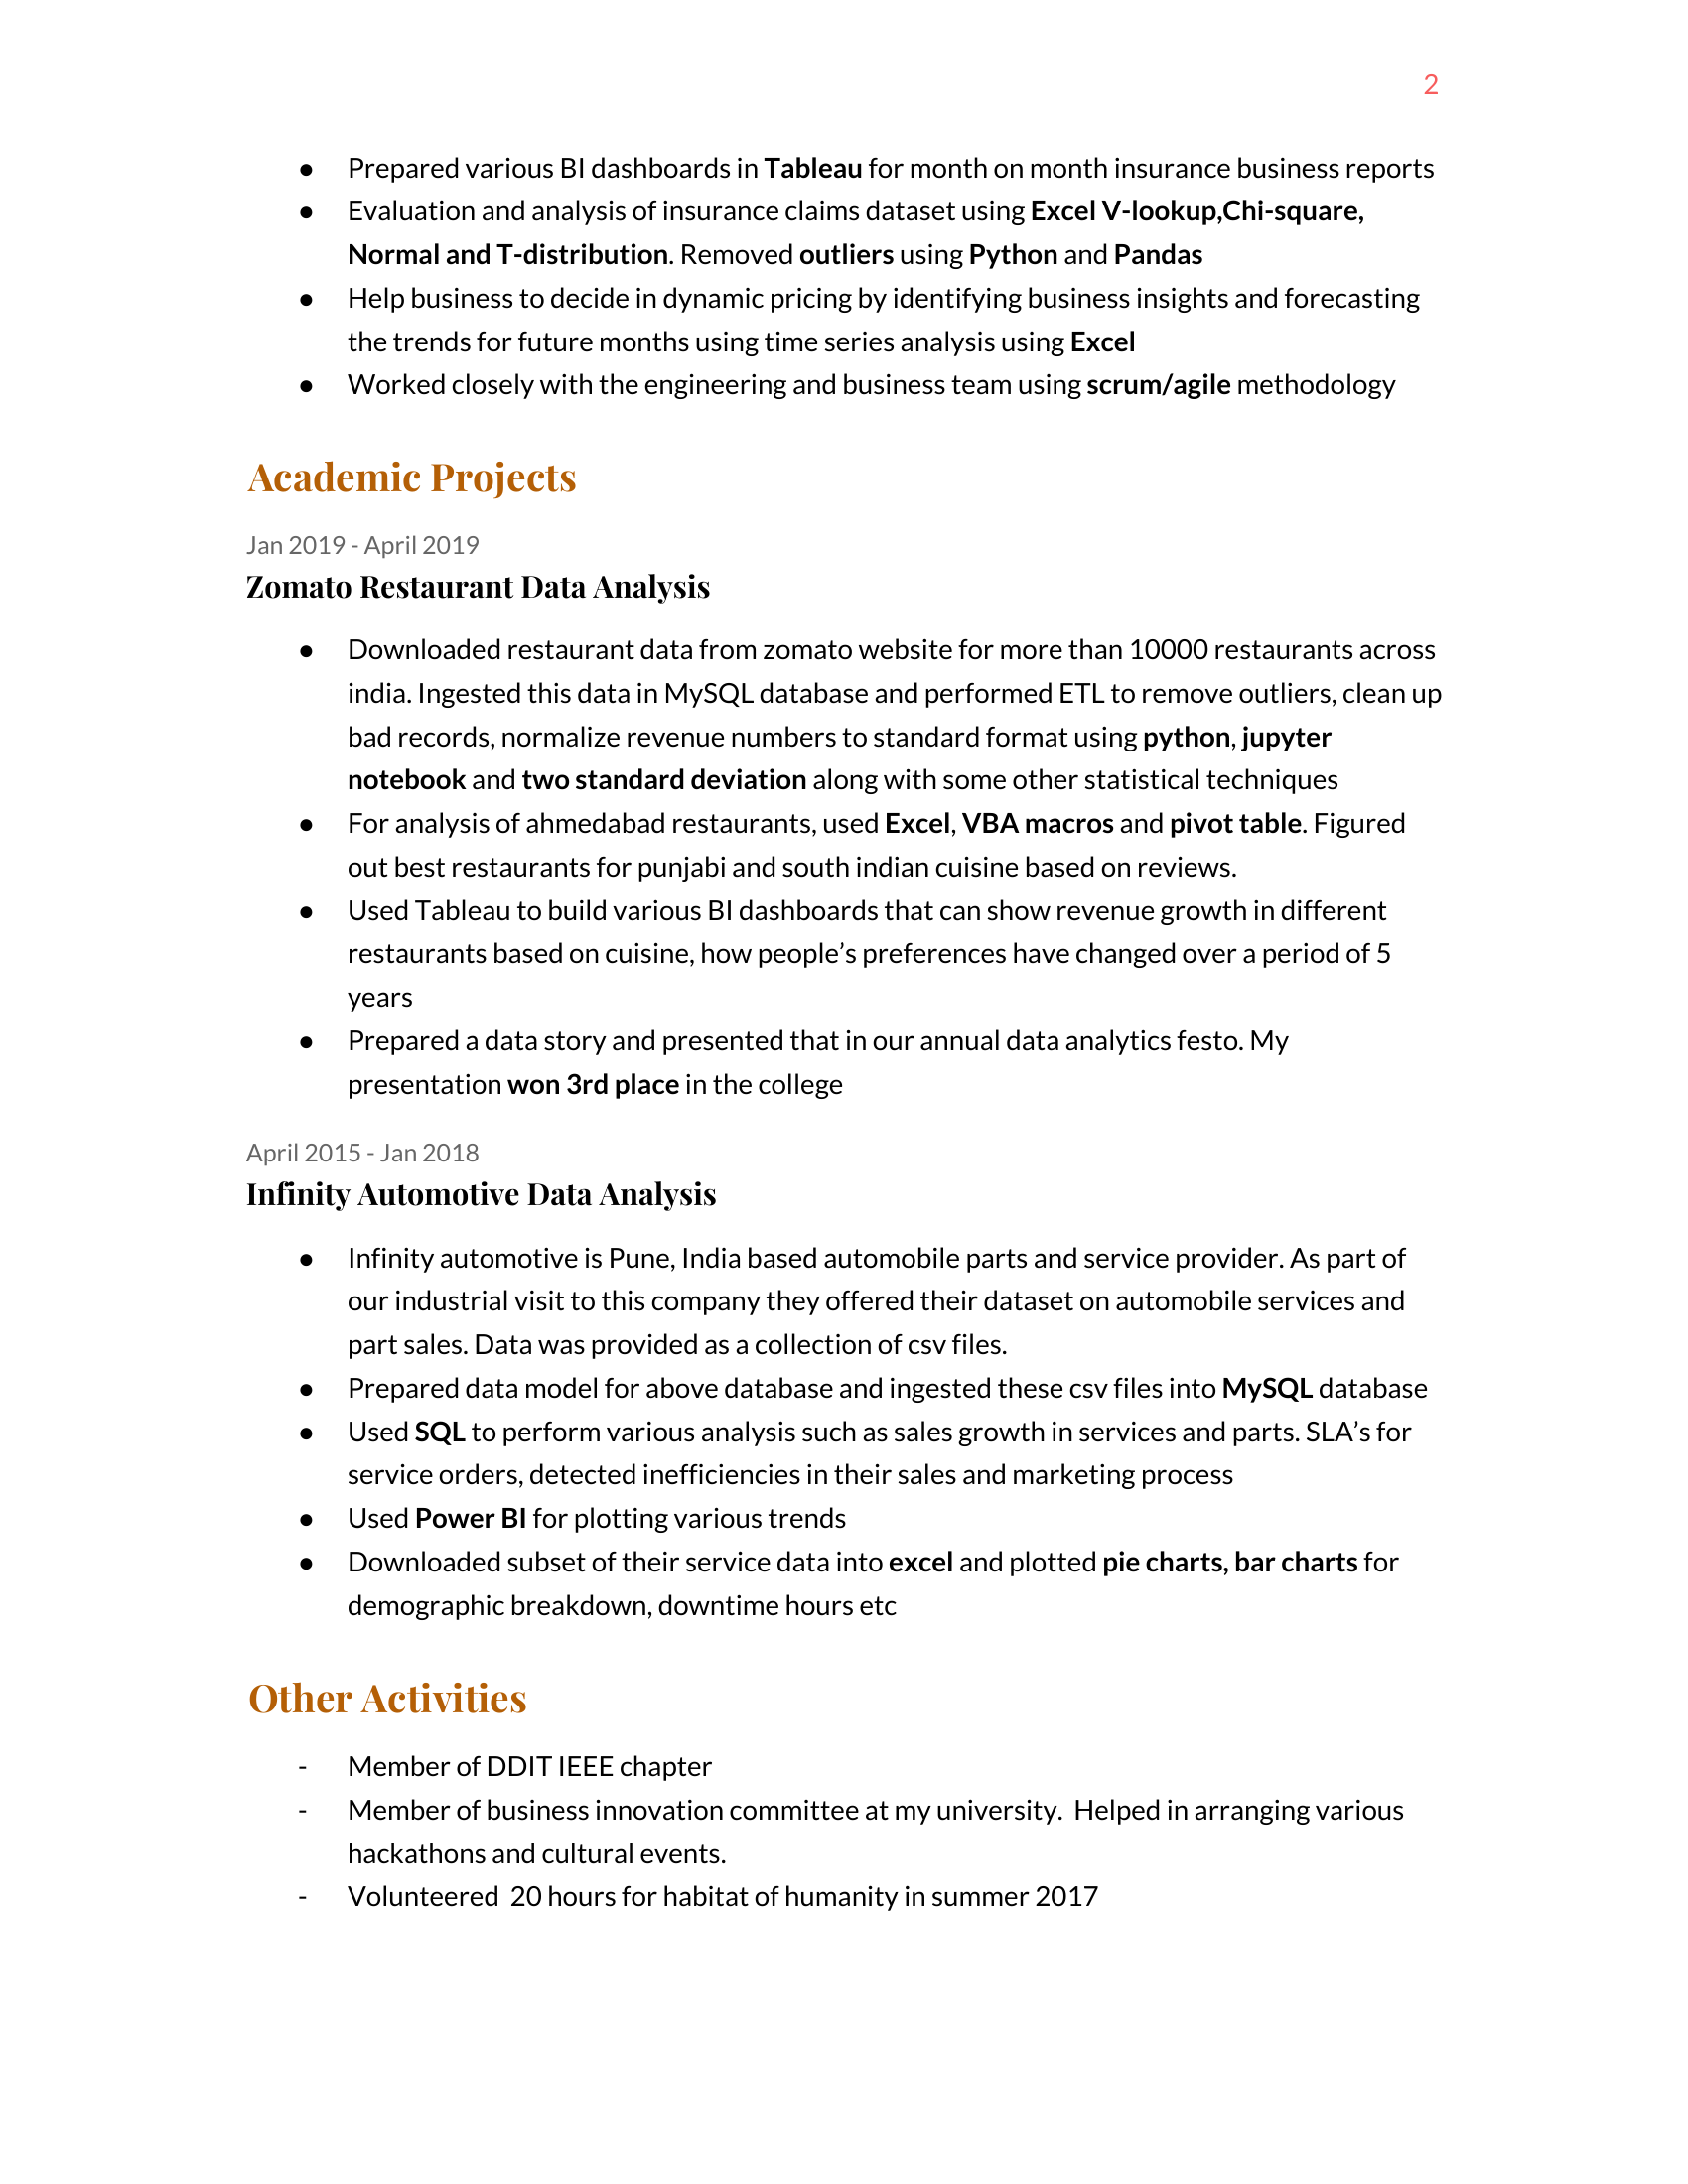 2
● Prepared various BI dashboards in Tableau for month on month insurance business reports
● Evaluation and analysis of insurance claims dataset using Excel V-lookup,Chi-square,
Normal and T-distribution. Removed outliers using Python and Pandas
● Help business to decide in dynamic pricing by identifying business insights and forecasting
the trends for future months using time series analysis using Excel
● Worked closely with the engineering and business team using scrum/agile methodology
Academic Projects
Jan 2019 - April 2019
Zomato Restaurant Data Analysis
● Downloaded restaurant data from zomato website for more than 10000 restaurants across
india. Ingested this data in MySQL database and performed ETL to remove outliers, clean up
bad records, normalize revenue numbers to standard format using python, jupyter
notebook and two standard deviation along with some other statistical techniques
● For analysis of ahmedabad restaurants, used Excel, VBA macros and pivot table. Figured
out best restaurants for punjabi and south indian cuisine based on reviews.
● Used Tableau to build various BI dashboards that can show revenue growth in different
restaurants based on cuisine, how people’s preferences have changed over a period of 5
years
● Prepared a data story and presented that in our annual data analytics festo. My
presentation won 3rd place in the college
April 2015 - Jan 2018
Infinity Automotive Data Analysis
● Infinity automotive is Pune, India based automobile parts and service provider. As part of
our industrial visit to this company they offered their dataset on automobile services and
part sales. Data was provided as a collection of csv files.
● Prepared data model for above database and ingested these csv files into MySQL database
● Used SQL to perform various analysis such as sales growth in services and parts. SLA’s for
service orders, detected inefficiencies in their sales and marketing process
● Used Power BI for plotting various trends
● Downloaded subset of their service data into excel and plotted pie charts, bar charts for
demographic breakdown, downtime hours etc
Other Activities
- Member of DDIT IEEE chapter
- Member of business innovation committee at my university.  Helped in arranging various
hackathons and cultural events.
- Volunteered  20 hours for habitat of humanity in summer 2017